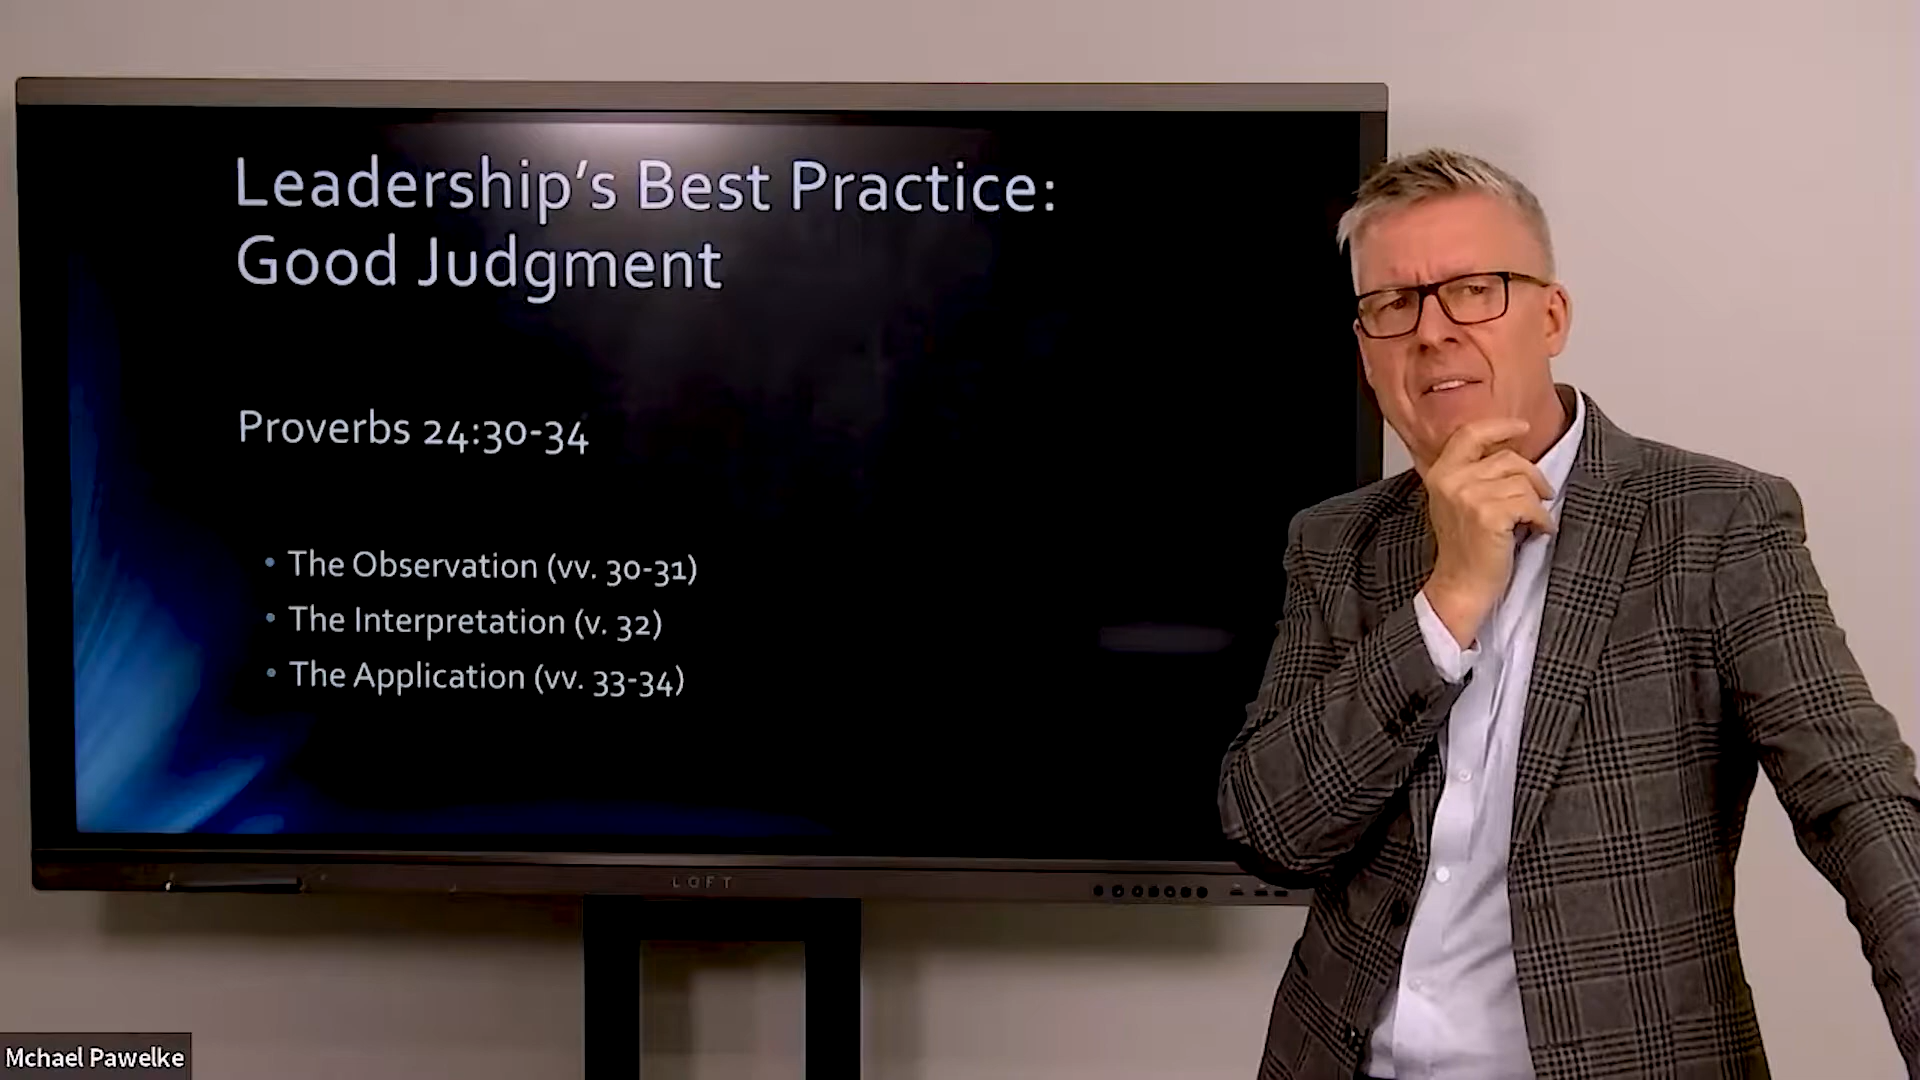 Leadership's Best Practice:
Good Judgment
Proverbs 24:30-34
• The Observation (vv. 30-31)
• The Interpretation (v. 32)
• The Application (vv. 33-34)
LOFT
Mchael Pawelke